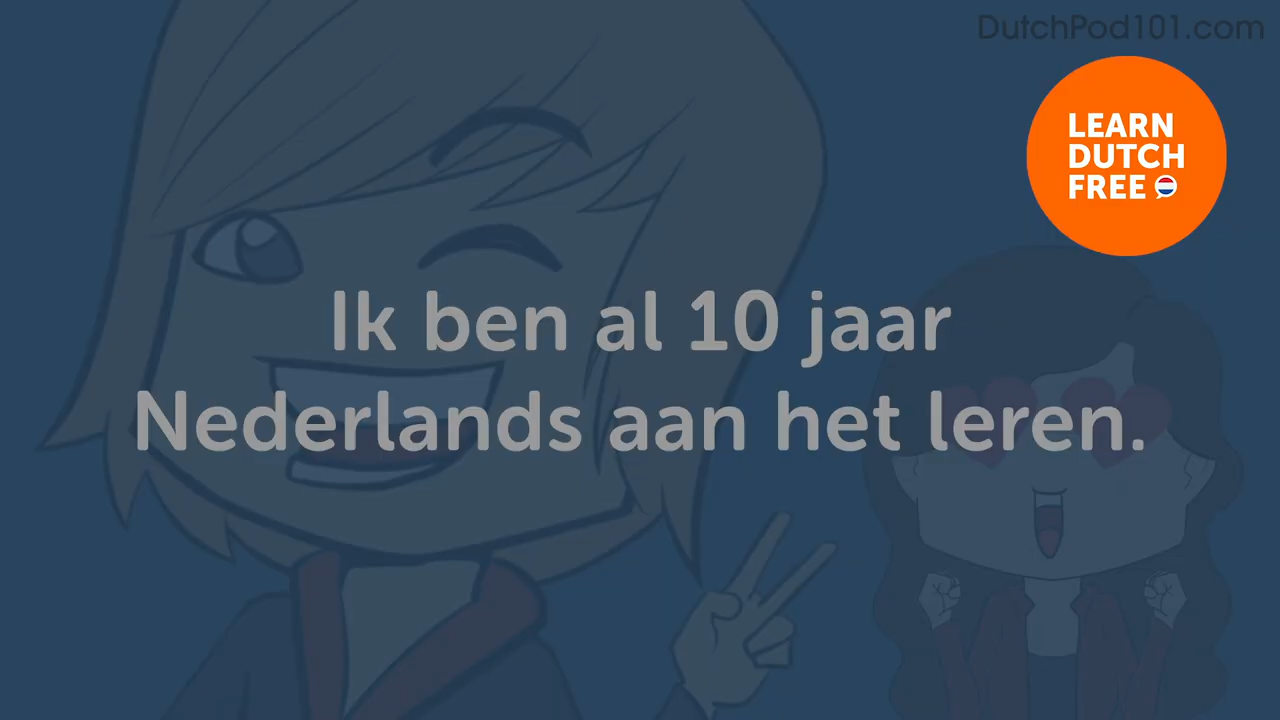 DutchPod101.com
LEARN
DUTCH
FREE
Ik ben al 10 jaar
Nederlands aan het leren.